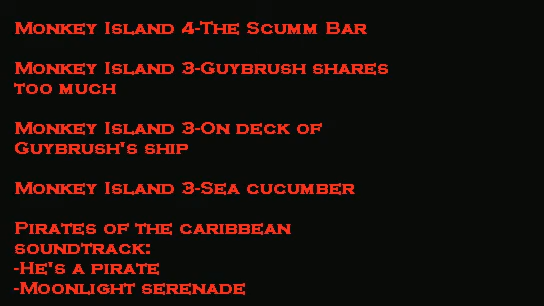 Monkey Island 4-The Scumm Bar
Monkey Island 3-Guybrush shares
too much
Monkey Island 3-On deck of
Guybrush's ship
Monkey Island 3-Sea cucumber
Pirates of the caribbean
soundtrack:
-He's a pirate
-Moonlight serenade